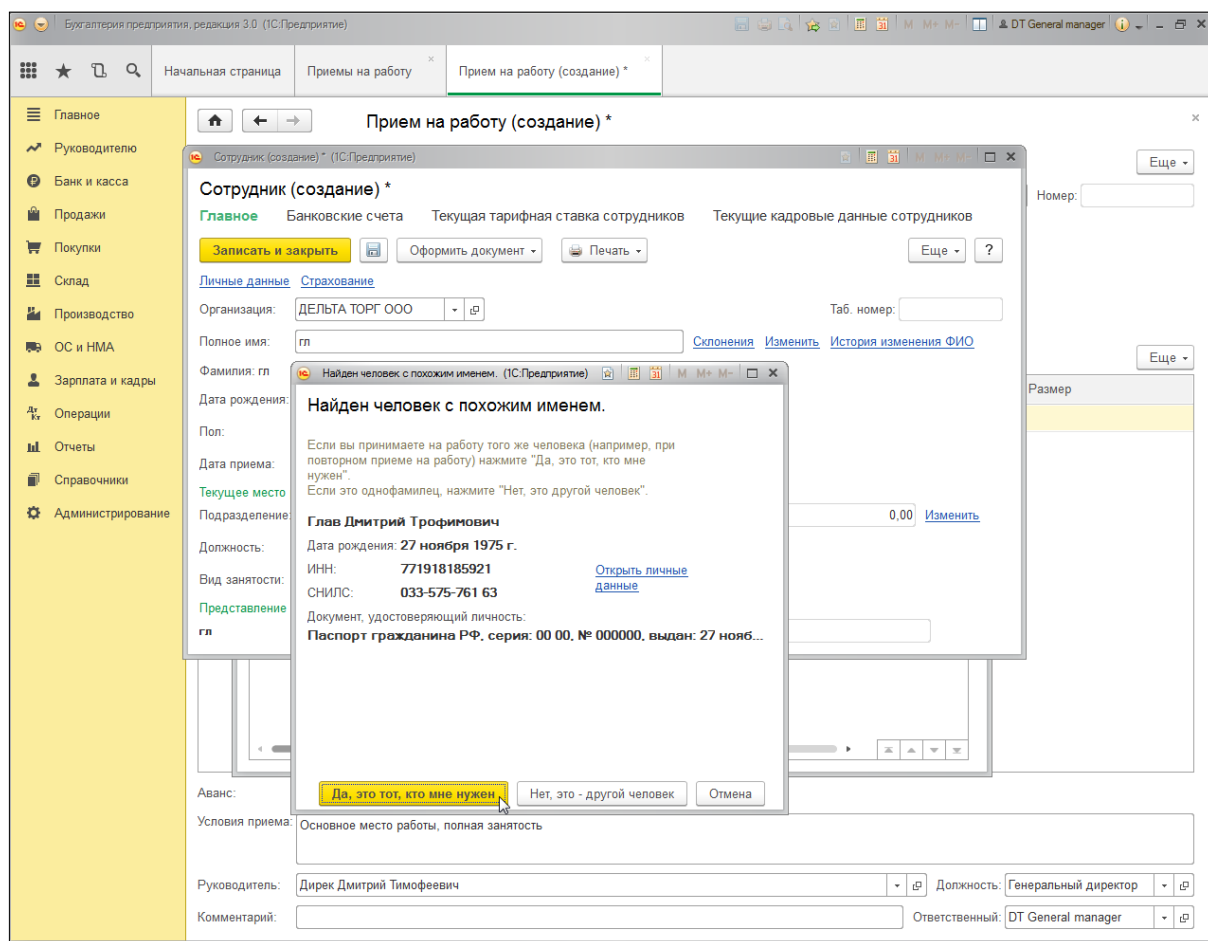 Бухгалтерия предприятия, редакция 3.0 (1С:Предприятие)
M M+ M-
DT General manager
Начальная страница
Приемы на работу
Прием на работу (создание) *
Главное
Руководителю
Банк и касса
Продажи
Покупки
Склад
Производство
ОС и НМА
Зарплата и кадры
Операции
Отчеты
Справочники
Администрирование
Прием на работу (создание) *
Еще
Номер:
Сотрудник (создание) * (1С:Предприятие)
M M+ M-
Сотрудник (создание) *
Главное Банковские счета Текущая тарифная ставка сотрудников Текущие кадровые данные сотрудников
Записать и закрыть Оформить документ Печать Еще ?
Личные данные Страхование
Организация: ДЕЛЬТА ТОРГ ООО Таб. номер:
Полное имя: гл Склонения Изменить История изменения ФИО
Фамилия: гл
Дата рождения:
Пол:
Дата приема:
Текущее место
Подразделение: 0,00 Изменить
Должность:
Вид занятости:
Представление
гл
Еще
Размер
Найден человек с похожим именем. (1С:Предприятие) M M+ M-
Найден человек с похожим именем.
Если вы принимаете на работу того же человека (например, при
повторном приеме на работу) нажмите "Да, это тот, кто мне
нужен".
Если это однофамилец, нажмите "Нет, это другой человек".
Глав Дмитрий Трофимович
Дата рождения: 27 ноября 1975 г.
ИНН: 771918185921
СНИЛС: 033-575-761 63
Открыть личные
данные
Документ, удостоверяющий личность:
Паспорт гражданина РФ, серия: 00 00, № 000000, выдан: 27 нояб...
Да, это тот, кто мне нужен Нет, это - другой человек Отмена
Аванс:
Условия приема: Основное место работы, полная занятость
Руководитель: Дирек Дмитрий Тимофеевич Должность: Генеральный директор
Комментарий: Ответственный: DT General manager